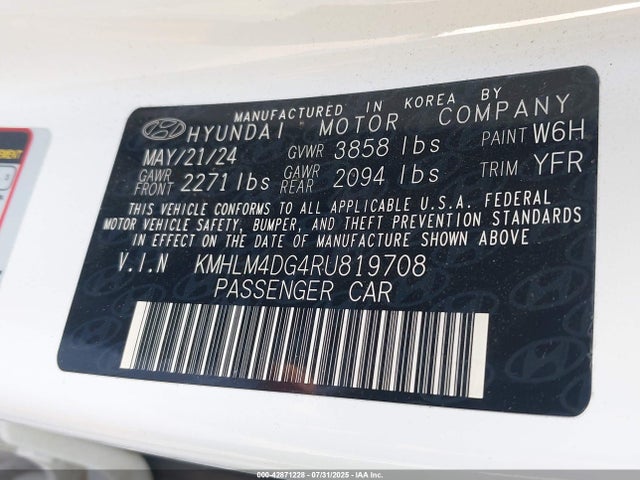 MANUFACTURED IN KOREA BY
HYUNDAI MOTOR COMPANY
MAY/21/24 GVWR 3858 lbs PAINT W6H
GAWR FRONT 2271 lbs GAWR REAR 2094 lbs TRIM YFR
THIS VEHICLE CONFORMS TO ALL APPLICABLE U.S.A. FEDERAL
MOTOR VEHICLE SAFETY, BUMPER, AND THEFT PREVENTION STANDARDS
IN EFFECT ON THE DATE OF MANUFACTURE SHOWN ABOVE
V.I.N KMHLM4DG4RU819708
PASSENGER CAR
000-42871228 - 07/31/2025 - IAA Inc.